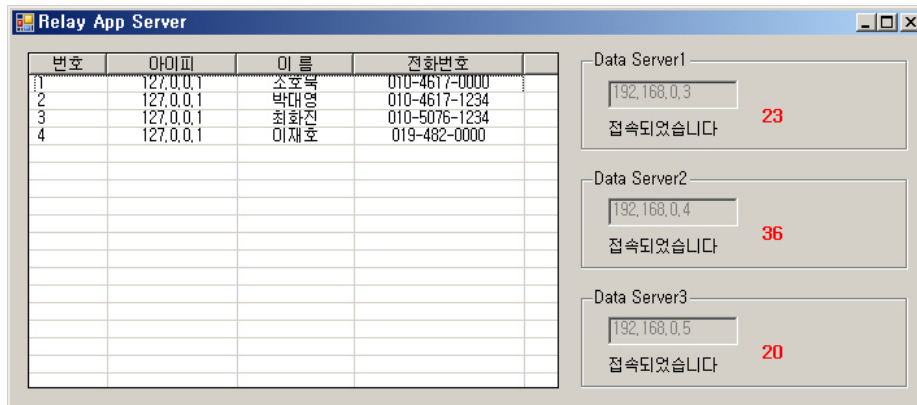 Relay App Server
번호 아이피 이 름 전화번호
1 127,0,0,1 조호묵 010-4617-0000
2 127,0,0,1 박대영 010-4617-1234
3 127,0,0,1 최화진 010-5076-1234
4 127,0,0,1 이재호 019-482-0000
Data Server1
192,168,0,3
23
접속되었습니다
Data Server2
192,168,0,4
36
접속되었습니다
Data Server3
192,168,0,5
20
접속되었습니다